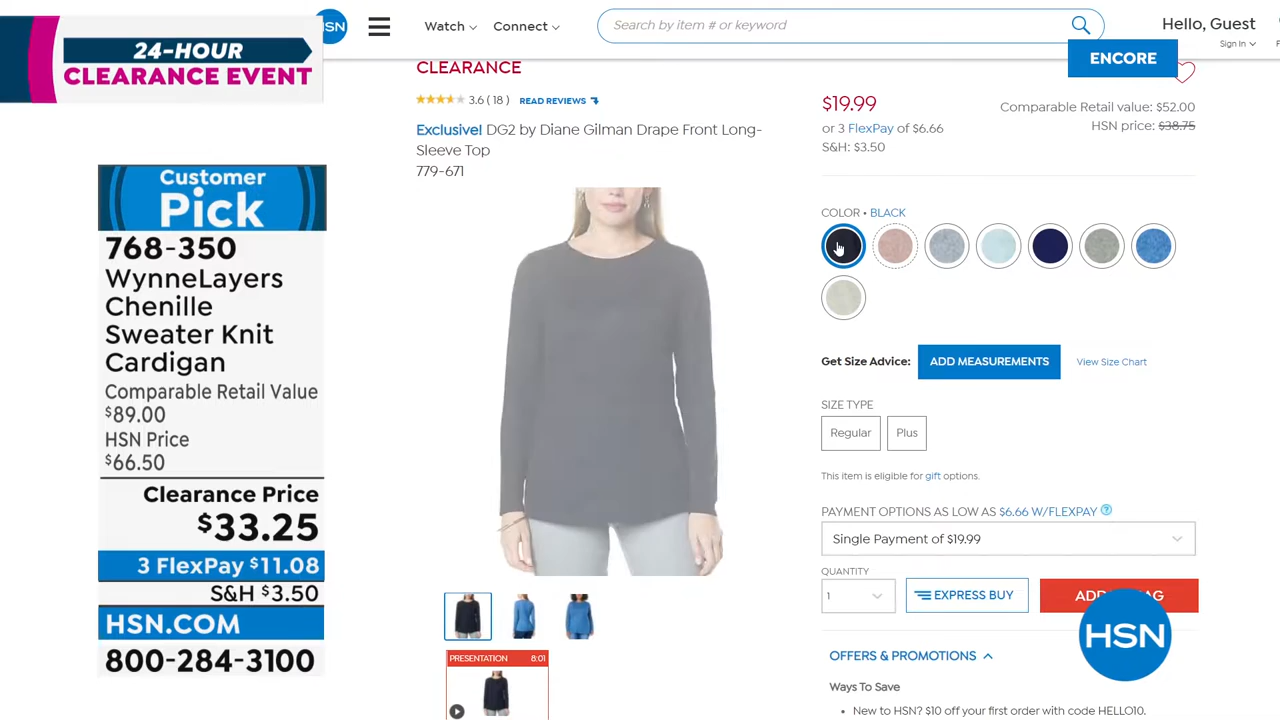 24-HOUR
CLEARANCE EVENT
HSN
Watch
Connect
Search by item # or keyword
Hello, Guest
Sign In
ENCORE
Customer
Pick
768-350
WynneLayers
Chenille
Sweater Knit
Cardigan
Comparable Retail Value
$89.00
HSN Price
$66.50
Clearance Price
$33.25
3 FlexPay $11.08
S&H $3.50
HSN.COM
800-284-3100
CLEARANCE
3.6 ( 18 ) READ REVIEWS
Exclusive! DG2 by Diane Gilman Drape Front Long-
Sleeve Top
779-671
PRESENTATION 8:01
$19.99
or 3 FlexPay of $6.66
S&H: $3.50
Comparable Retail value: $52.00
HSN price: $38.75
COLOR • BLACK
Get Size Advice: ADD MEASUREMENTS View Size Chart
SIZE TYPE
Regular Plus
This item is eligible for gift options.
PAYMENT OPTIONS AS LOW AS $6.66 W/FLEXPAY ?
Single Payment of $19.99
QUANTITY
1
EXPRESS BUY
HSN
OFFERS & PROMOTIONS
Ways To Save
• New to HSN? $10 off your first order with code HELLO10.